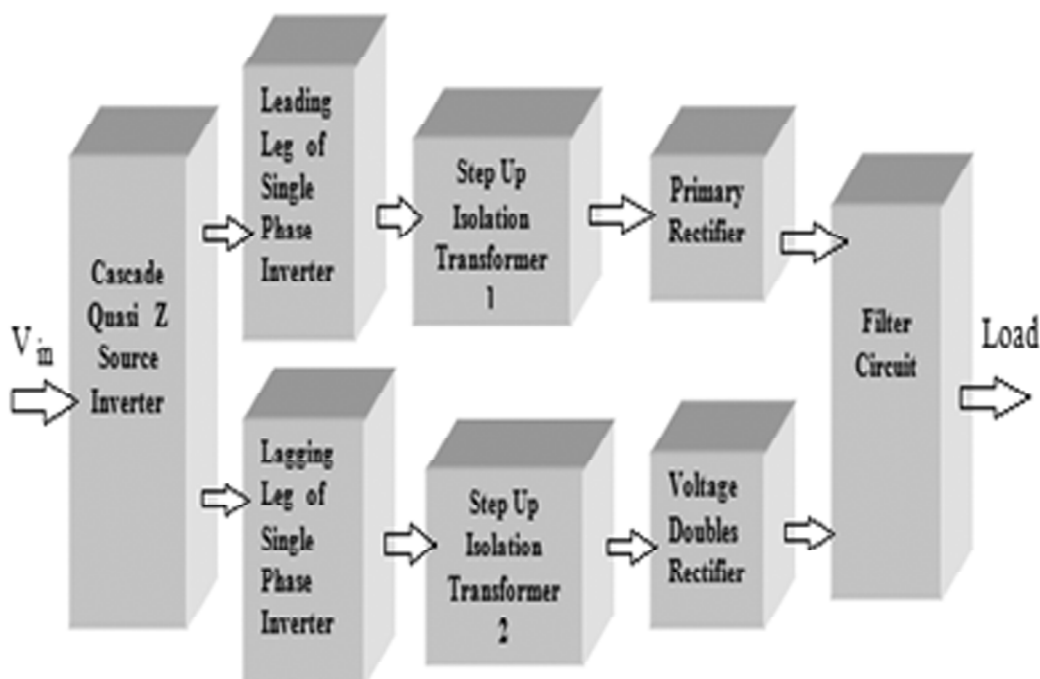 V in
Cascade
Quasi Z
Source
Inverter
Leading
Leg of
Single
Phase
Inverter
Step Up
Isolation
Transformer
1
Primary
Rectifier
Lagging
Leg of
Single
Phase
Inverter
Step Up
Isolation
Transformer
2
Voltage
Doubles
Rectifier
Filter
Circuit
Load